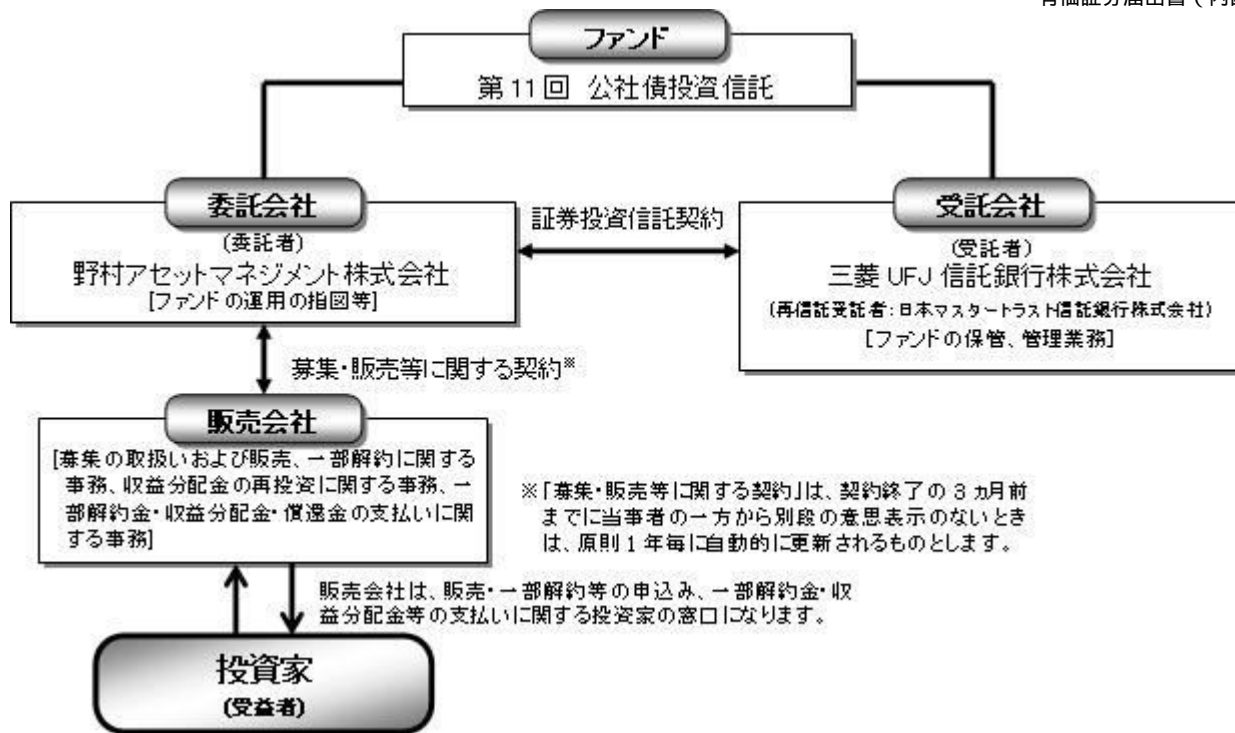 ファンド
第11回 公社債投資信託
委託会社
(委託者)
野村アセットマネジメント株式会社
[ファンドの運用の指図等]
証券投資信託契約
受託会社
(受託者)
三菱 UFJ 信託銀行株式会社
(再信託受託者:日本マスタートラスト信託銀行株式会社)
[ファンドの保管、管理業務]
募集・販売等に関する契約※
販売会社
[募集の取扱いおよび販売、一部解約に関する
事務、収益分配金の再投資に関する事務、一
部解約金・収益分配金・償還金の支払いに関
する事務]
※「募集・販売等に関する契約」は、契約終了の 3 ヵ月前
までに当事者の一方から別段の意思表示のないとき
は、原則 1 年毎に自動的に更新されるものとします。
販売会社は、販売・一部解約等の申込み、一部解約金・収
益分配金等の支払いに関する投資家の窓口になります。
投資家
(受益者)